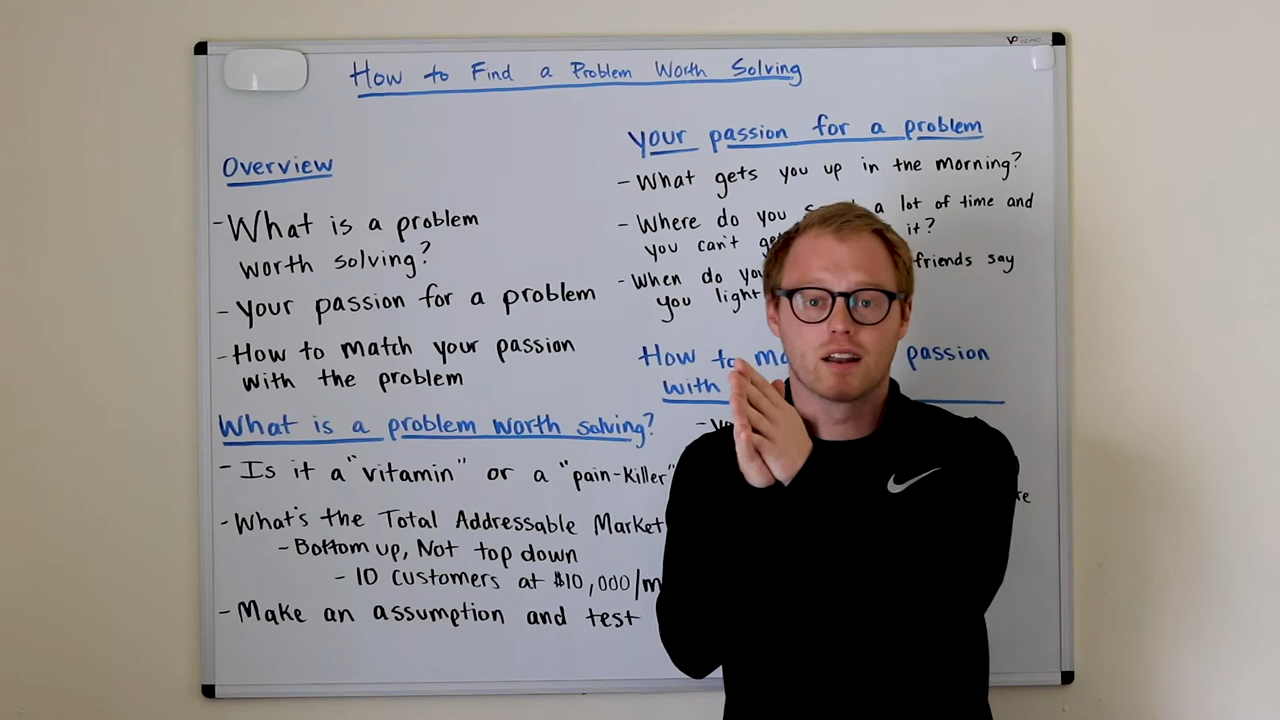 How to Find a Problem Worth Solving
Overview
- What is a problem
worth solving?
- Your passion for a problem
- How to match your passion
with the problem
What is a problem worth solving?
- Is it a "vitamin" or a "pain-killer"
- What's the Total Addressable Market
- Bottom up, Not top down
- 10 customers at $10,000/m
- Make an assumption and test
Your passion for a problem
- What gets you up in the morning?
- Where do you a lot of time and
you can't it?
- When do friends say
you light
How to passion
with